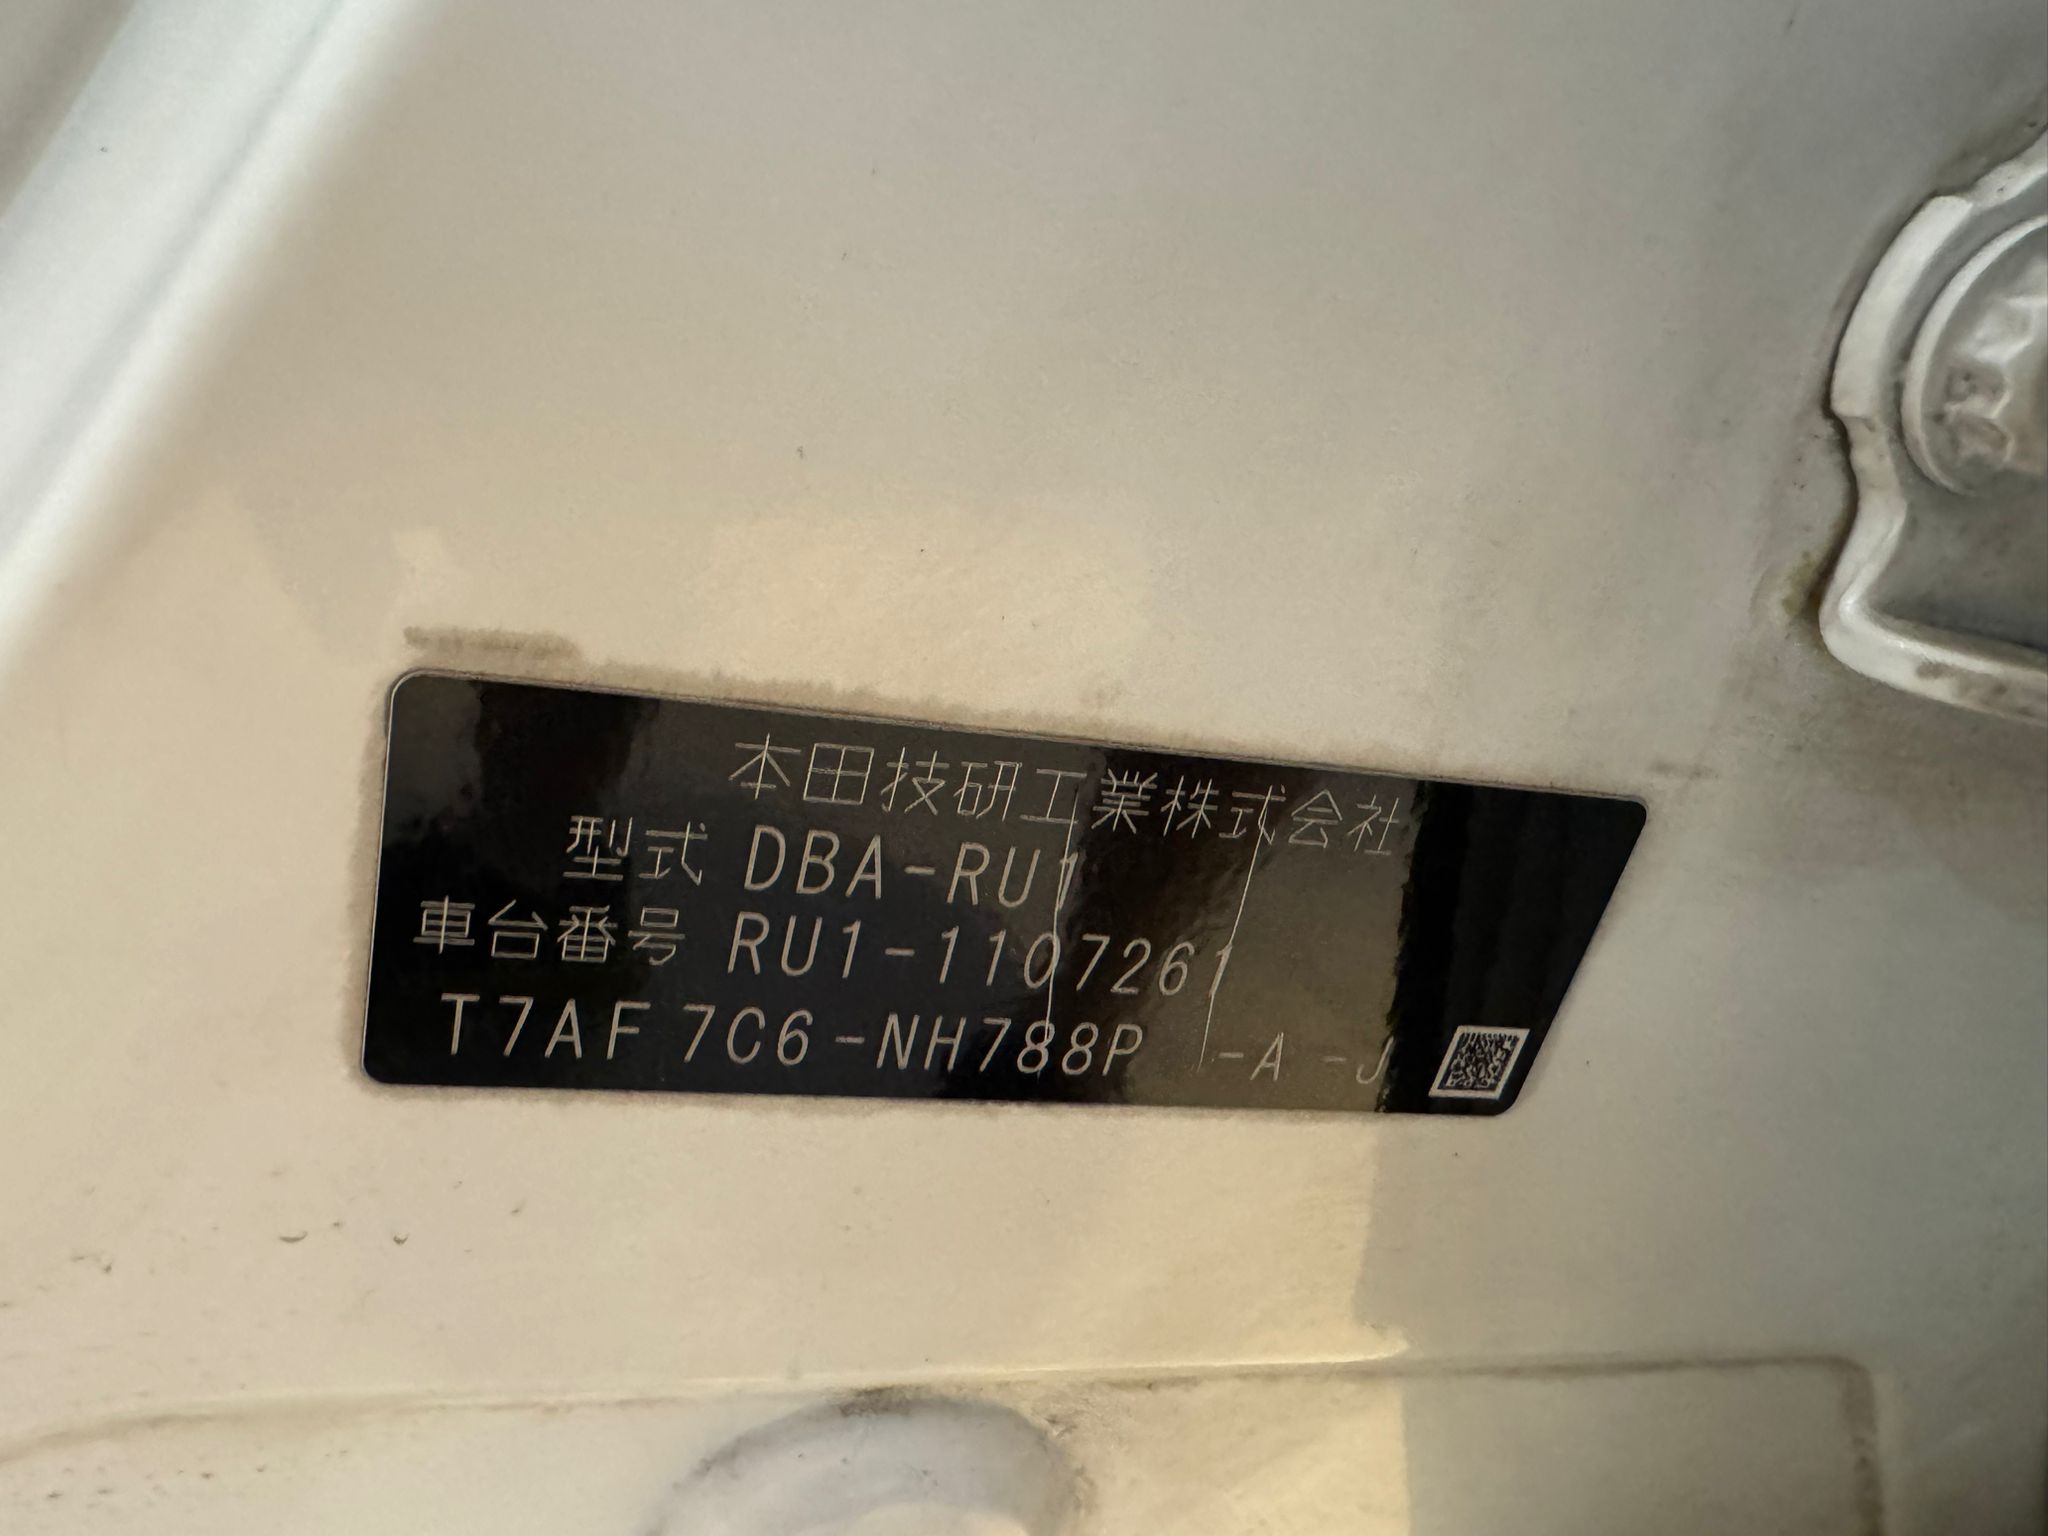 本田技研工業株式会社
型式 DBA-RU1
車台番号 RU1-1107261
T7AF 7C6-NH788P -A -J